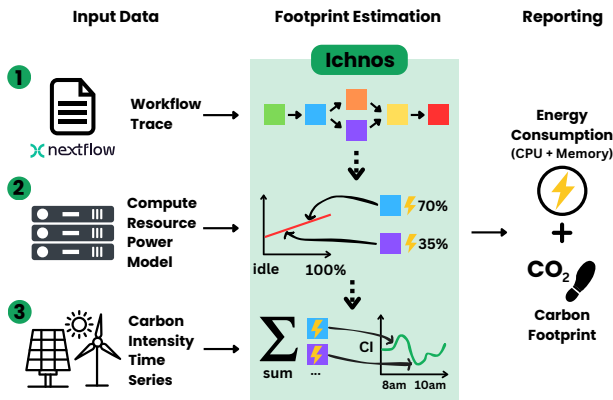 Input Data
Footprint Estimation
Reporting
Ichnos
1
Workflow
Trace
nextflow
2
Compute
Resource
Power
Model
70%
35%
idle
100%
3
Carbon
Intensity
Time
Series
sum
...
CI
8am
10am
Energy
Consumption
(CPU + Memory)
+
CO2
Carbon
Footprint